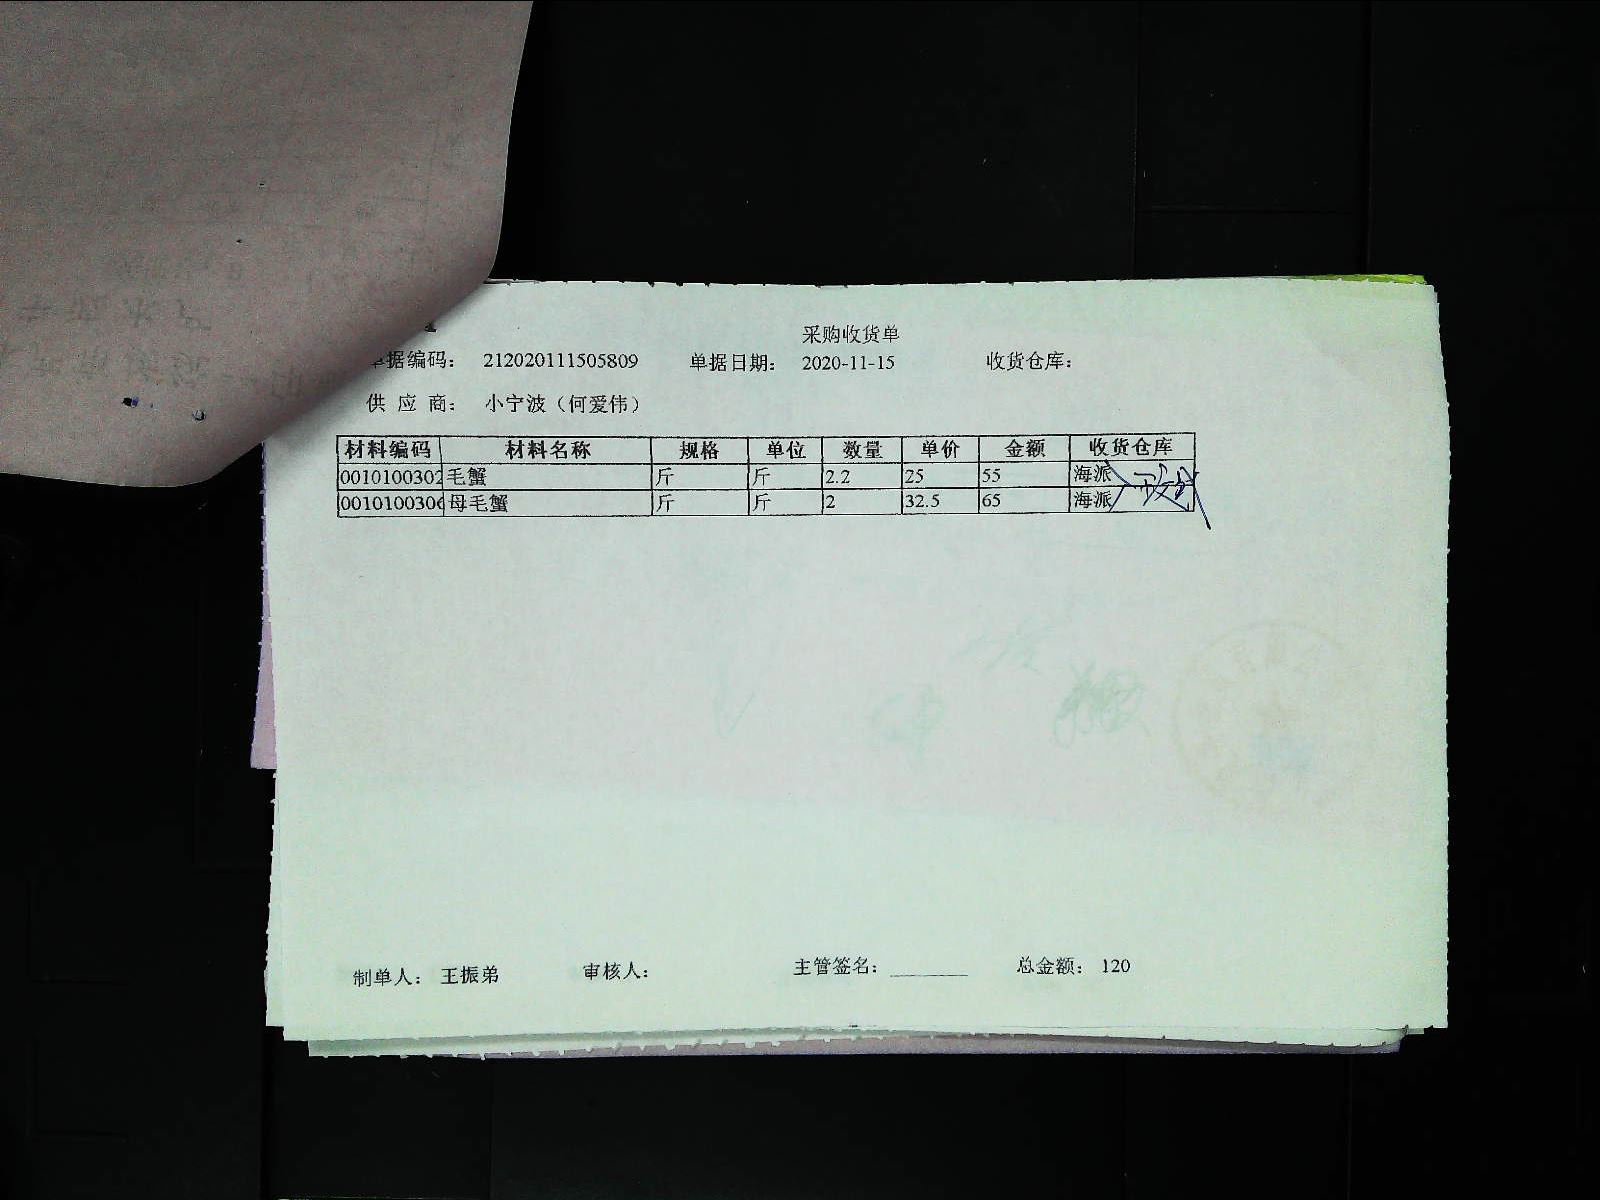 采购收货单
单据编码： 212020111505809 单据日期： 2020-11-15 收货仓库：
供应商： 小宁波（何爱伟）
材料编码 材料名称 规格 单位 数量 单价 金额 收货仓库
0010100302 毛蟹 斤 斤 2.2 25 55 海派
001010030 母毛蟹 斤 斤 2 32.5 65 海派
制单人： 王振弟 审核人： 主管签名：________ 总金额： 120